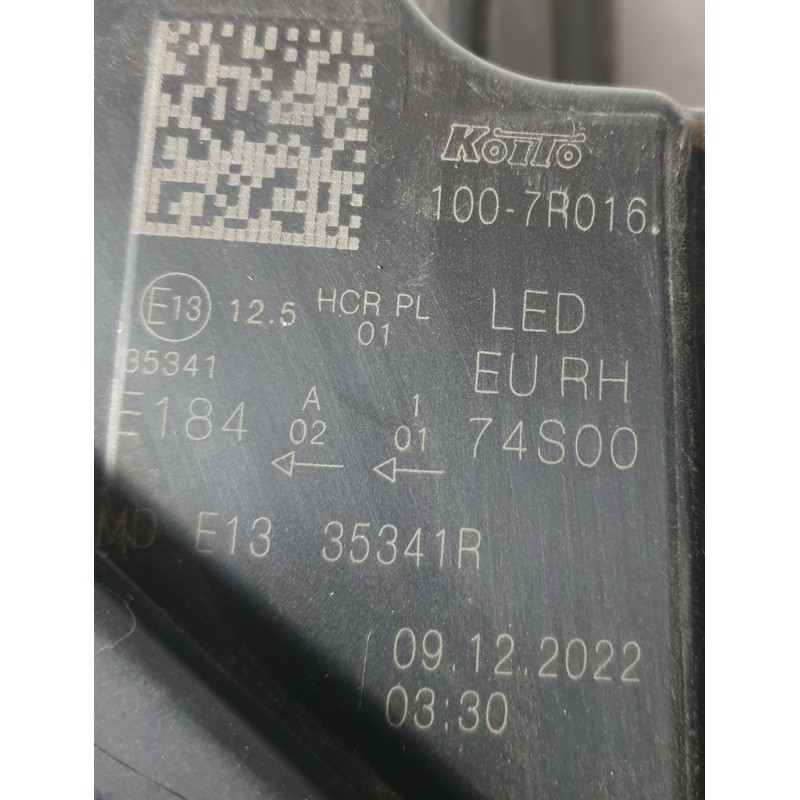 KOITO
100-7R016
E13 12.5 HCR PL LED
01
35341 EU RH
E184 A 1 74S00
02 01
MD E13 35341R
09.12.2022
03:30